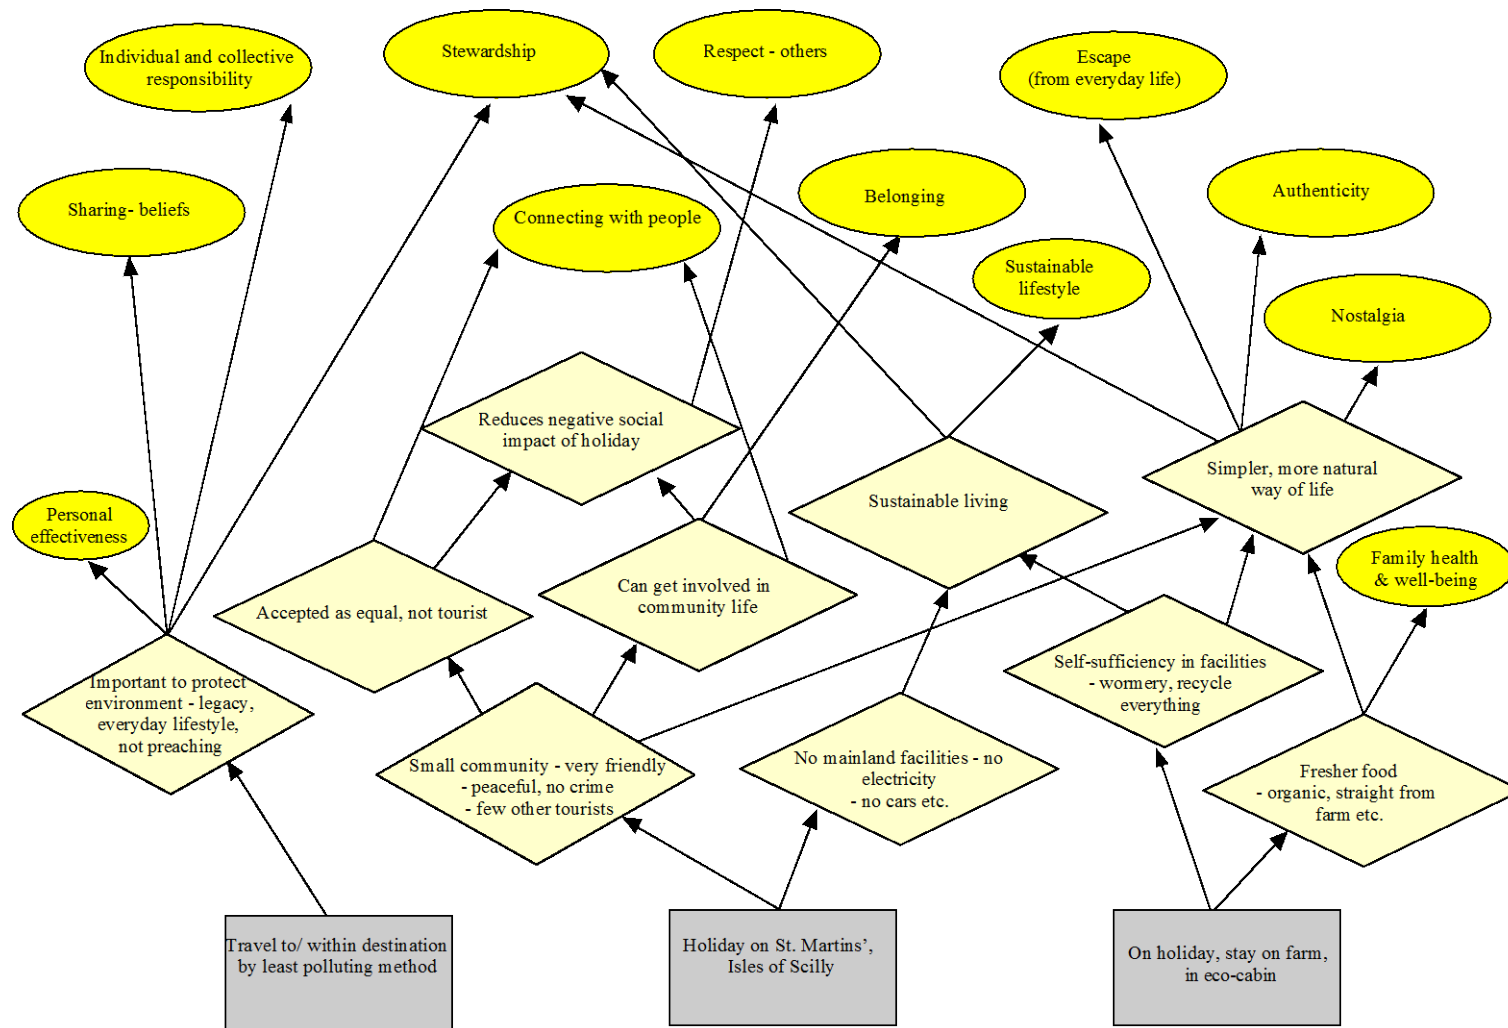 Individual and collective
responsibility
Stewardship
Respect - others
Escape
(from everyday life)
Sharing- beliefs
Connecting with people
Belonging
Authenticity
Sustainable
lifestyle
Nostalgia
Reduces negative social
impact of holiday
Simpler, more natural
way of life
Sustainable living
Personal
effectiveness
Family health
& well-being
Accepted as equal, not tourist
Can get involved in
community life
Self-sufficiency in facilities
- wormery, recycle
everything
Important to protect
environment - legacy,
everyday lifestyle,
not preaching
Small community - very friendly
- peaceful, no crime
- few other tourists
No mainland facilities - no
electricity
- no cars etc.
Fresher food
- organic, straight from
farm etc.
Travel to/ within destination
by least polluting method
Holiday on St. Martins’,
Isles of Scilly
On holiday, stay on farm,
in eco-cabin